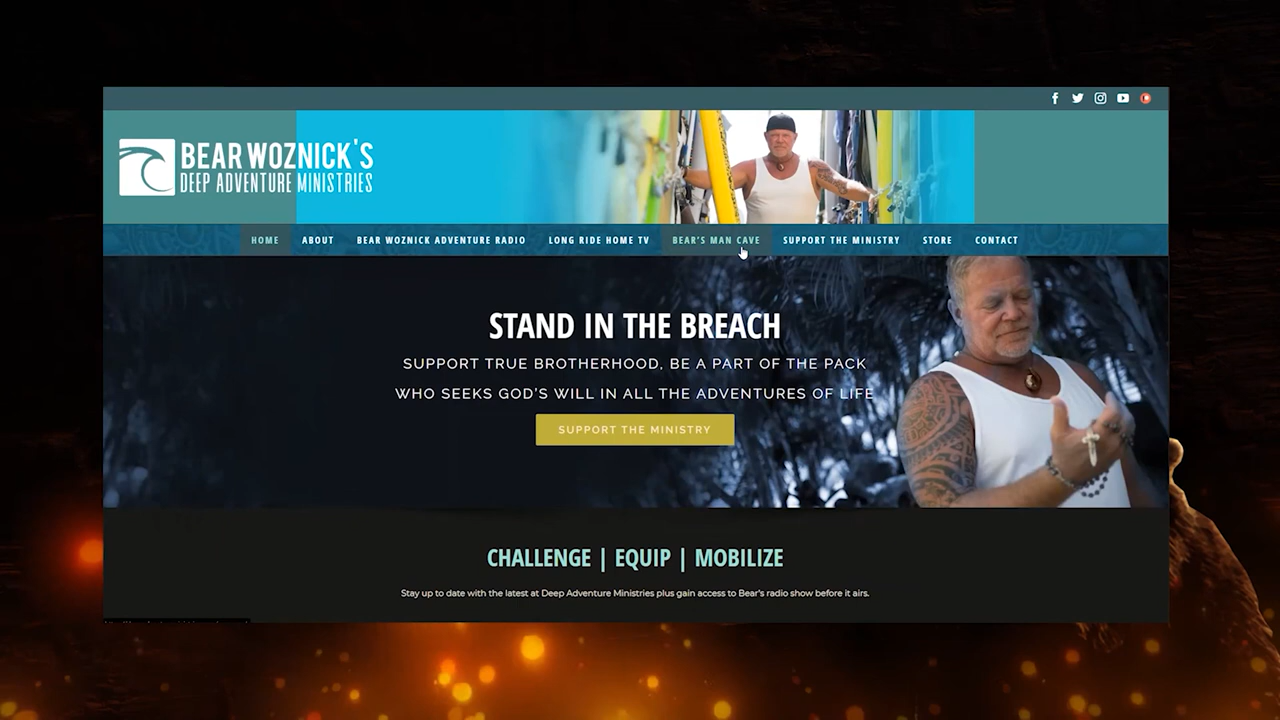 BEAR WOZNICK'S
DEEP ADVENTURE MINISTRIES
HOME ABOUT BEAR WOZNICK ADVENTURE RADIO LONG RIDE HOME TV BEAR'S MAN CAVE SUPPORT THE MINISTRY STORE CONTACT
STAND IN THE BREACH
SUPPORT TRUE BROTHERHOOD, BE A PART OF THE PACK
WHO SEEKS GOD'S WILL IN ALL THE ADVENTURES OF LIFE
SUPPORT THE MINISTRY
CHALLENGE | EQUIP | MOBILIZE
Stay up to date with the latest at Deep Adventure Ministries plus gain access to Bear's radio show before it airs.